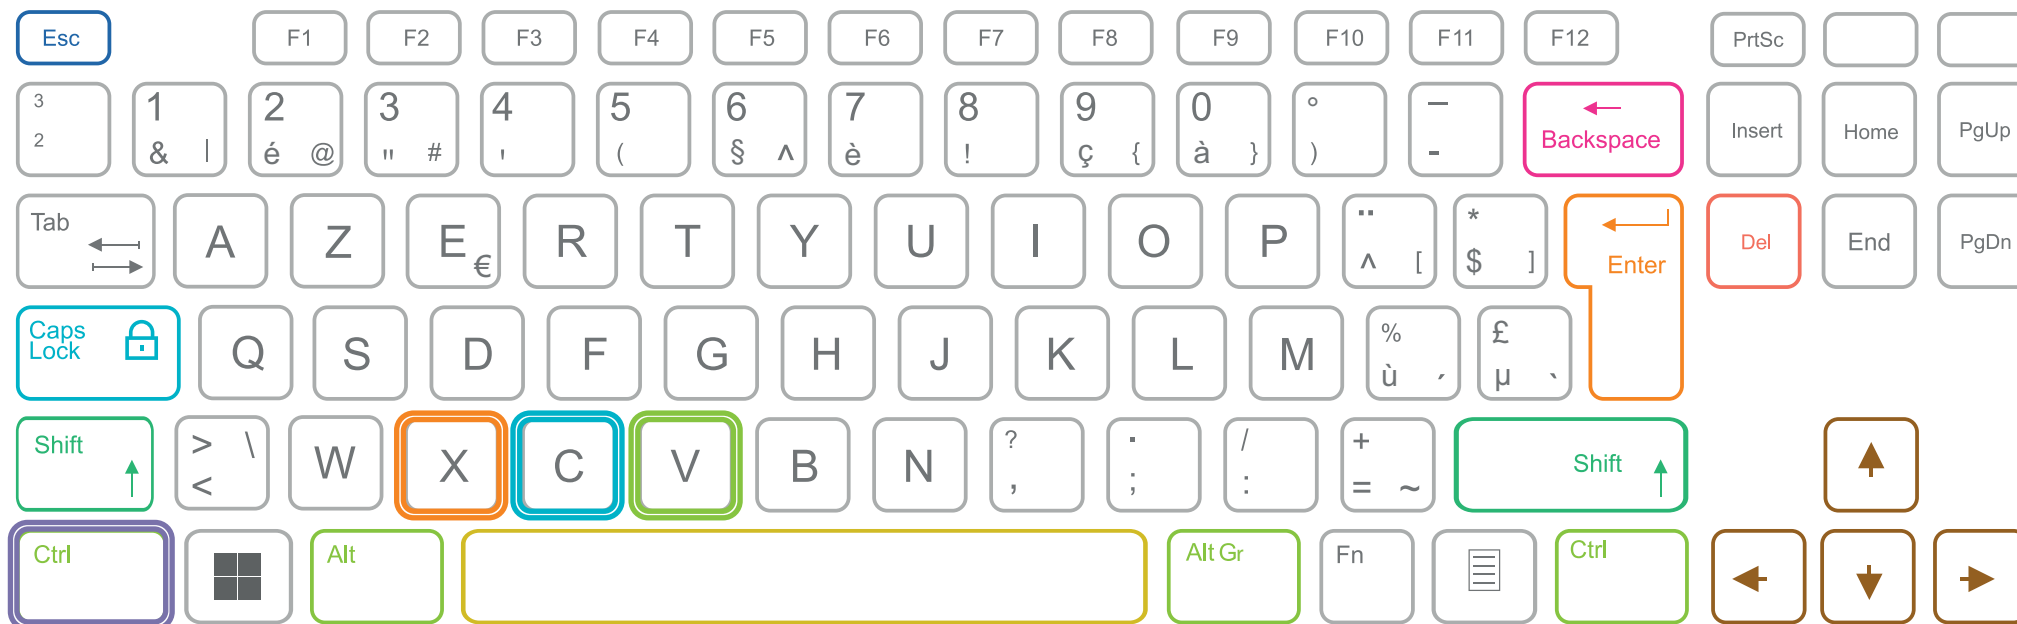 Esc F1 F2 F3 F4 F5 F6 F7 F8 F9 F10 F11 F12 PrtSc
3 1 2 3 4 5 6 7 8 9 0 ° _ ← Backspace Insert Home PgUp
2 & | é @ " # ' ( § ^ è ! ç { à } ) -
Tab A Z E € R T Y U I O P ¨ * Enter Del End PgDn
^ [ $ ]
Caps Lock Q S D F G H J K L M % £
ù ´ µ `
Shift > \ W X C V B N ? . / + Shift
< , ; : = ~
Ctrl Alt Alt Gr Fn Ctrl